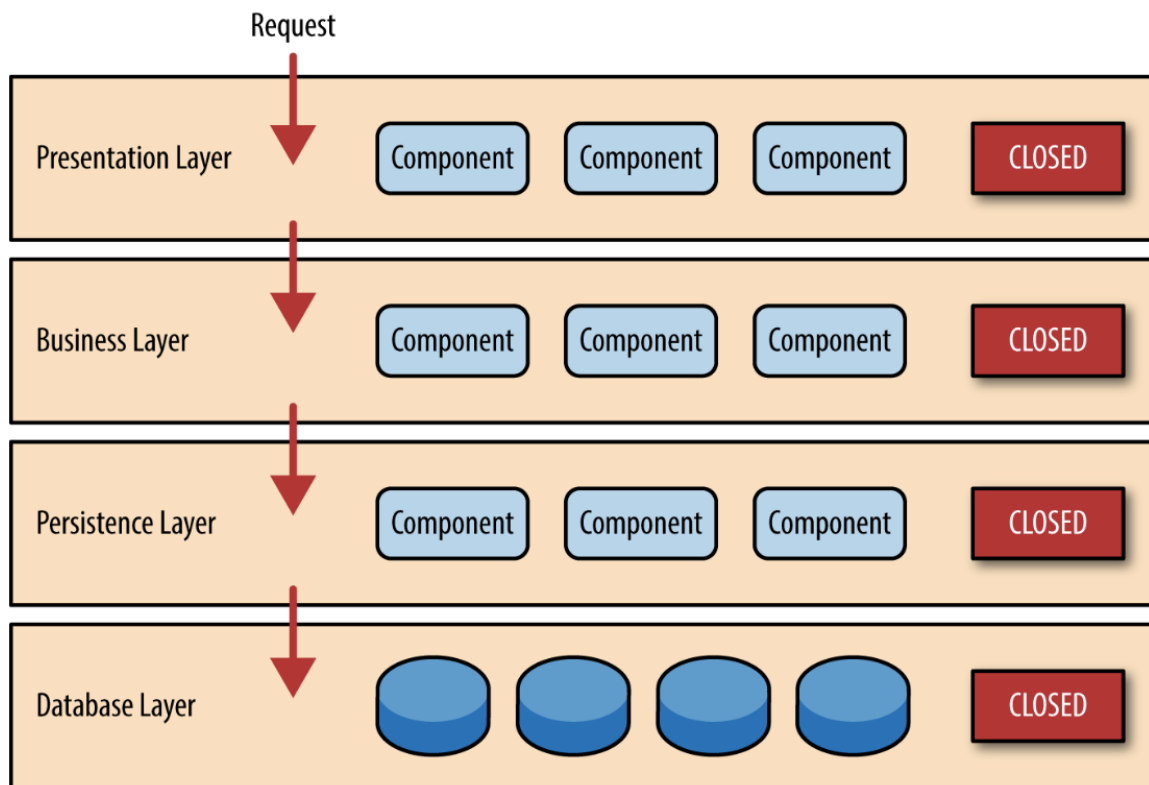 Request
Presentation Layer Component Component Component CLOSED
Business Layer Component Component Component CLOSED
Persistence Layer Component Component Component CLOSED
Database Layer CLOSED